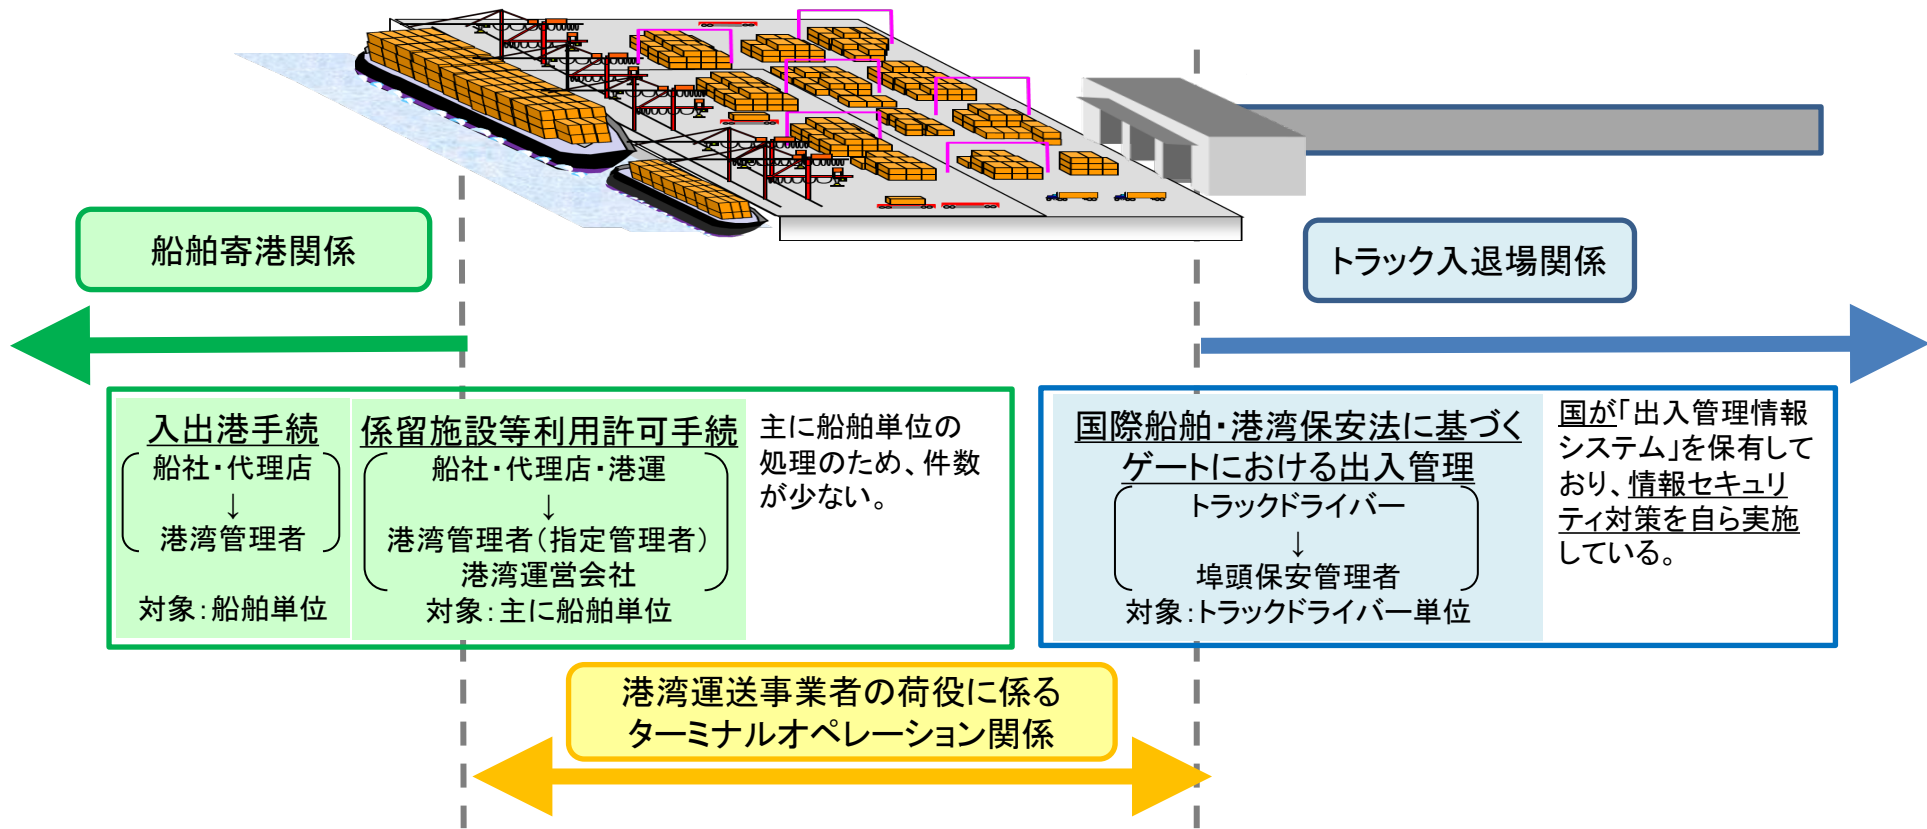 船舶寄港関係
トラック入退場関係
入出港手続
船社・代理店
↓
港湾管理者
対象：船舶単位
係留施設等利用許可手続
船社・代理店・港運
↓
港湾管理者（指定管理者）
港湾運営会社
対象：主に船舶単位
主に船舶単位の
処理のため、件数
が少ない。
国際船舶・港湾保安法に基づく
ゲートにおける出入管理
トラックドライバー
↓
埠頭保安管理者
対象：トラックドライバー単位
国が「出入管理情報
システム」を保有して
おり、情報セキュリ
ティ対策を自ら実施
している。
港湾運送事業者の荷役に係る
ターミナルオペレーション関係